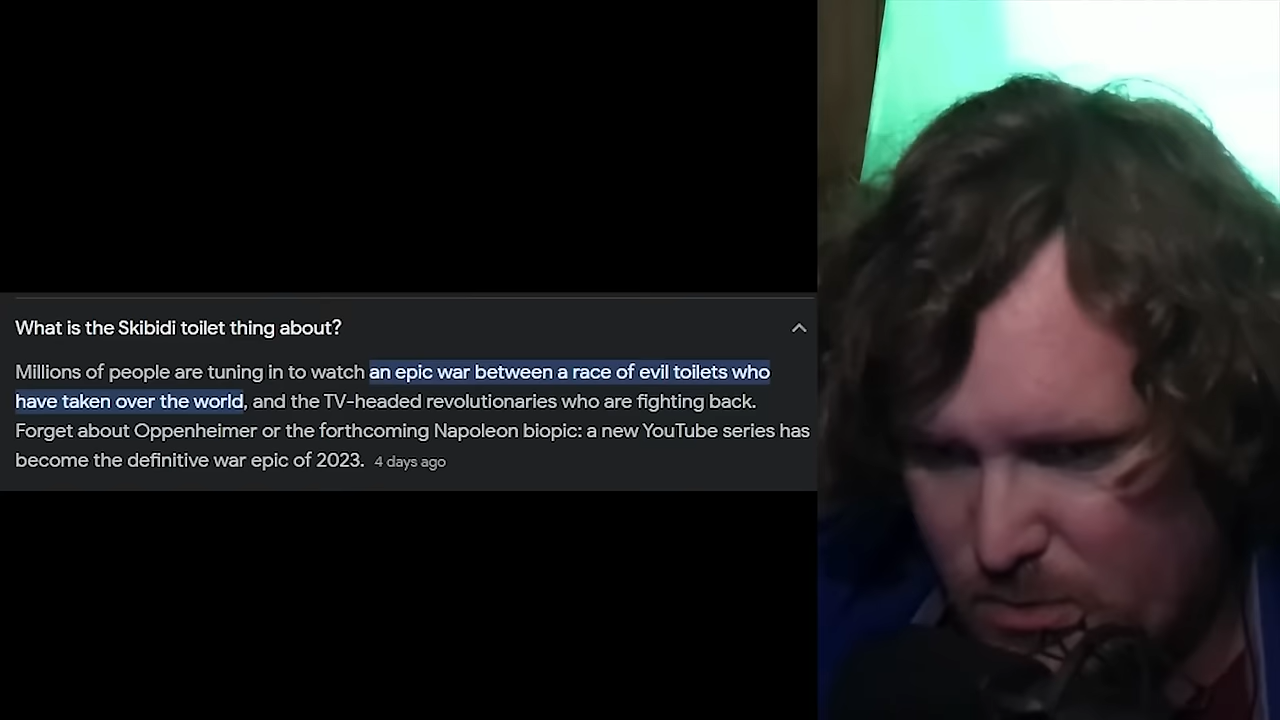 What is the Skibidi toilet thing about?
Millions of people are tuning in to watch an epic war between a race of evil toilets who
have taken over the world, and the TV-headed revolutionaries who are fighting back.
Forget about Oppenheimer or the forthcoming Napoleon biopic: a new YouTube series has
become the definitive war epic of 2023. 4 days ago